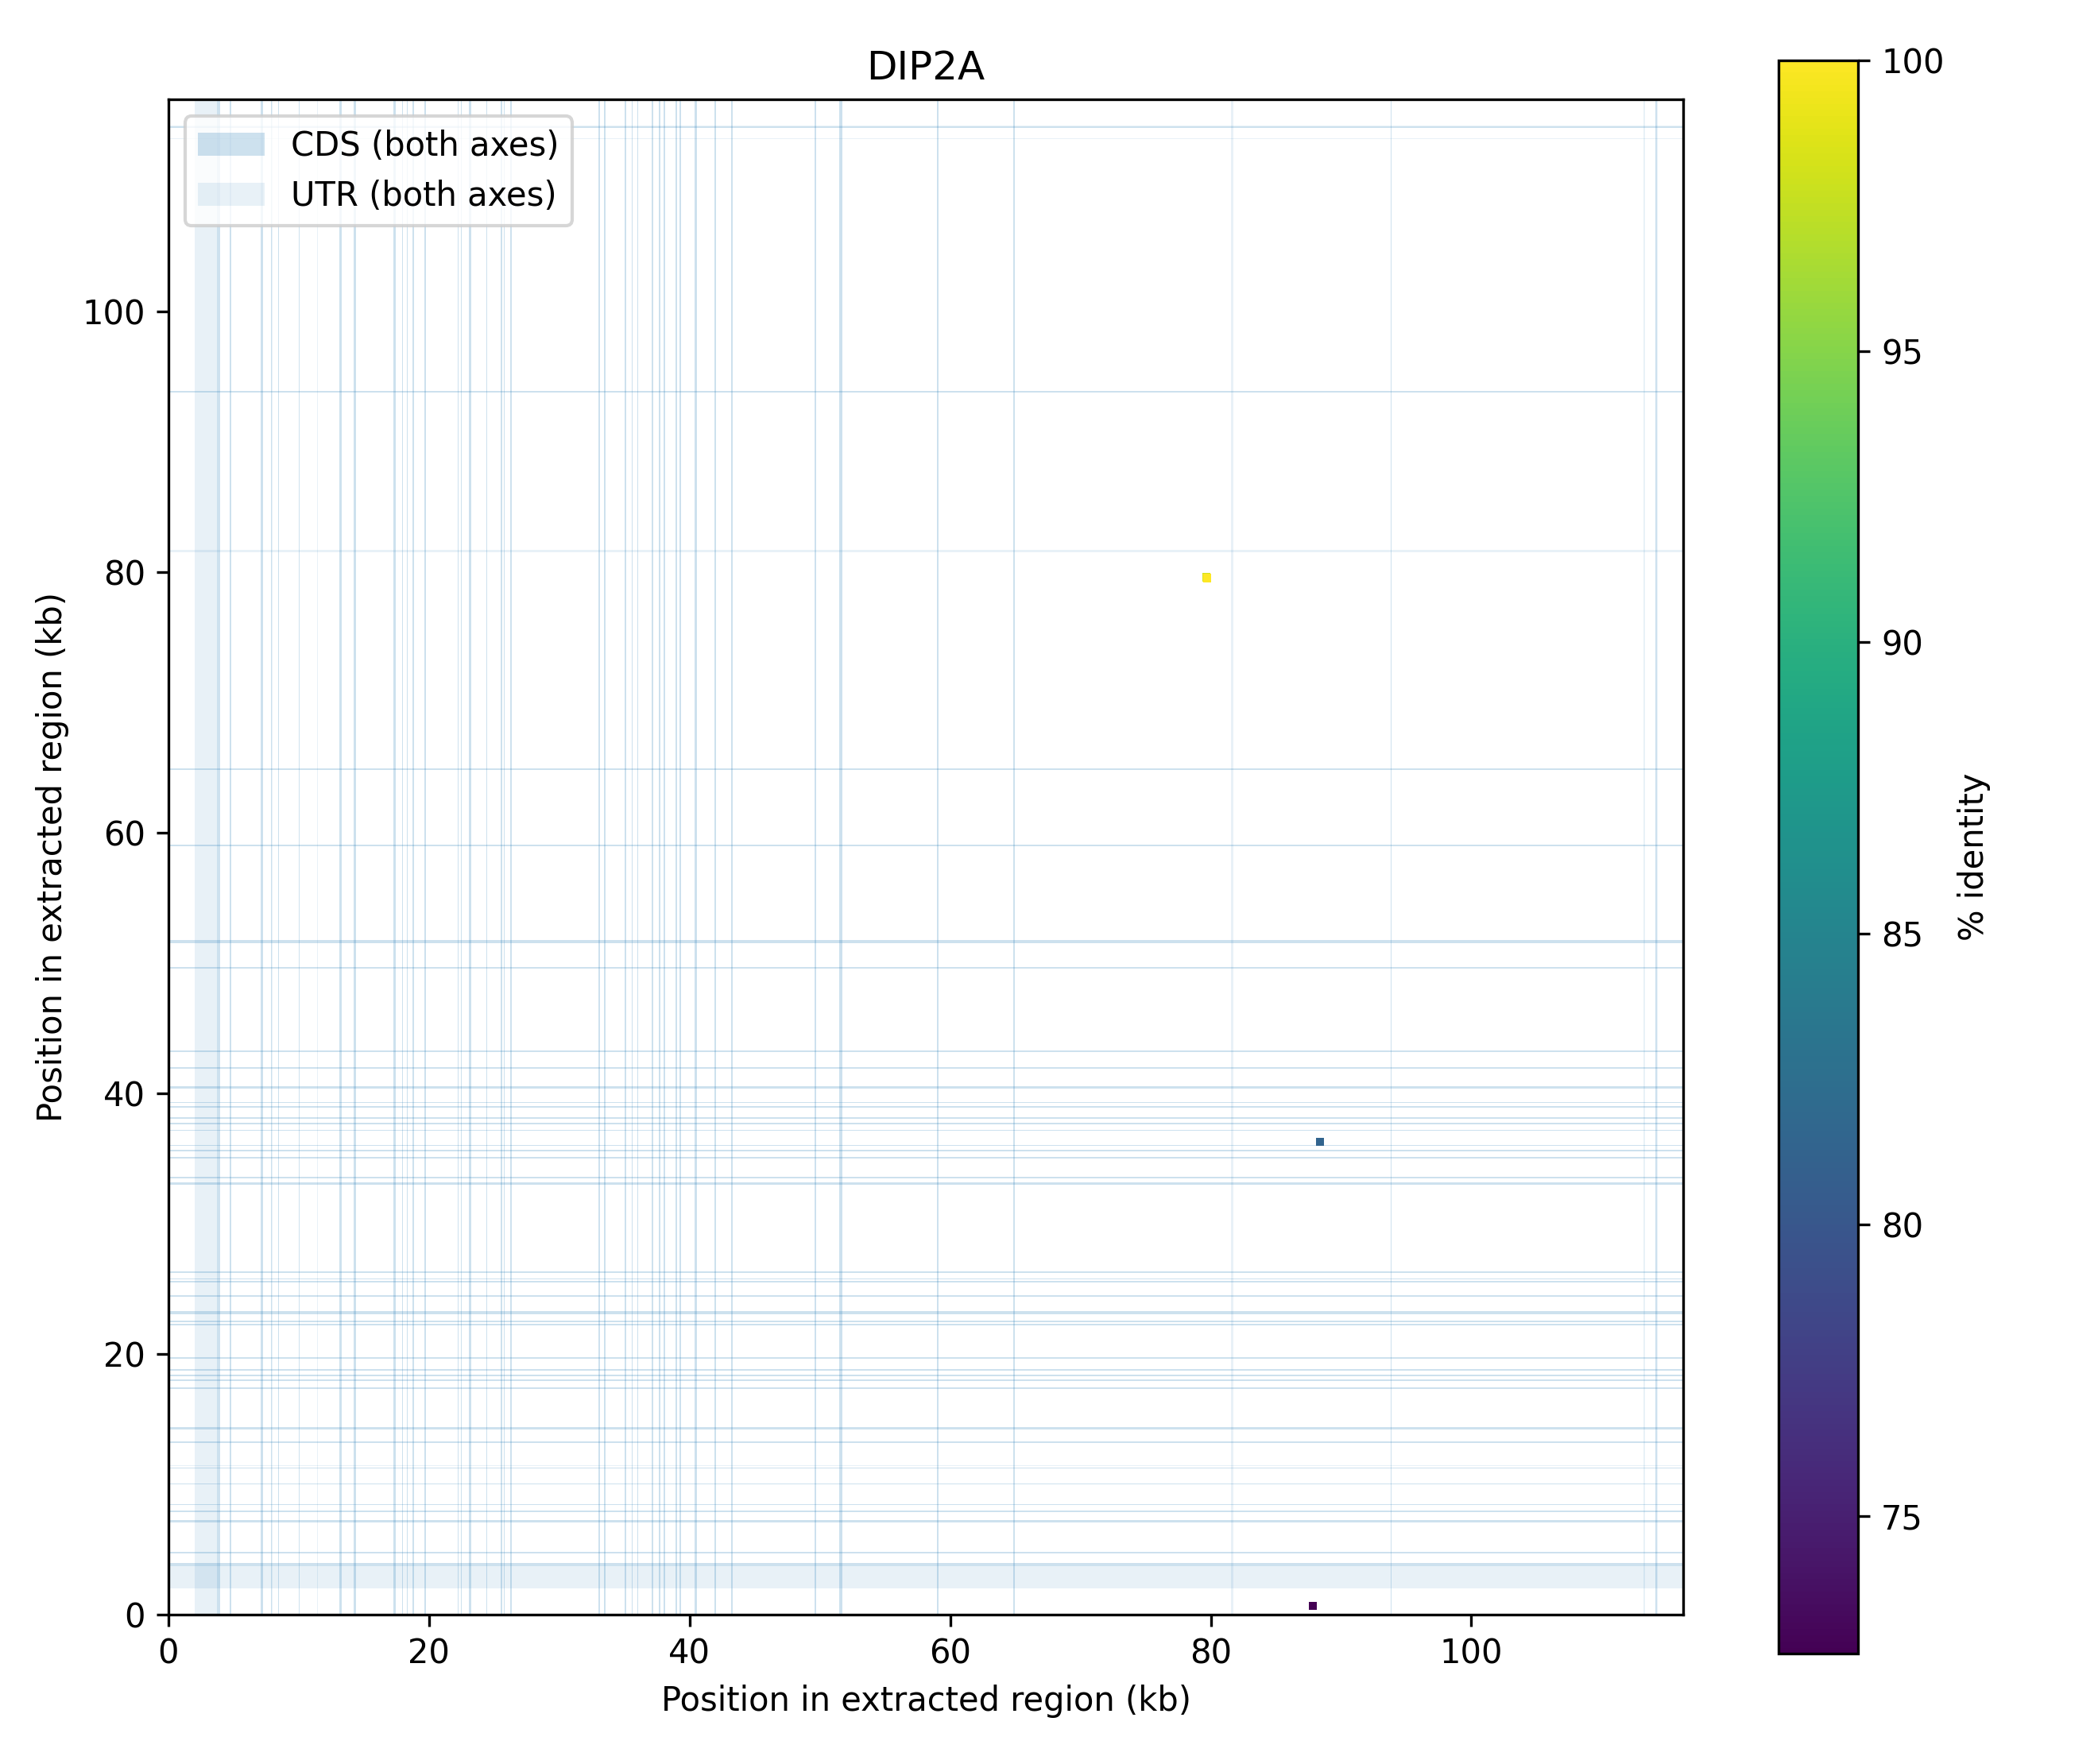 DIP2A
CDS (both axes)
UTR (both axes)
Position in extracted region (kb)
100
80
60
40
20
0
0 20 40 60 80 100
Position in extracted region (kb)
100
95
90
85
80
75
% identity